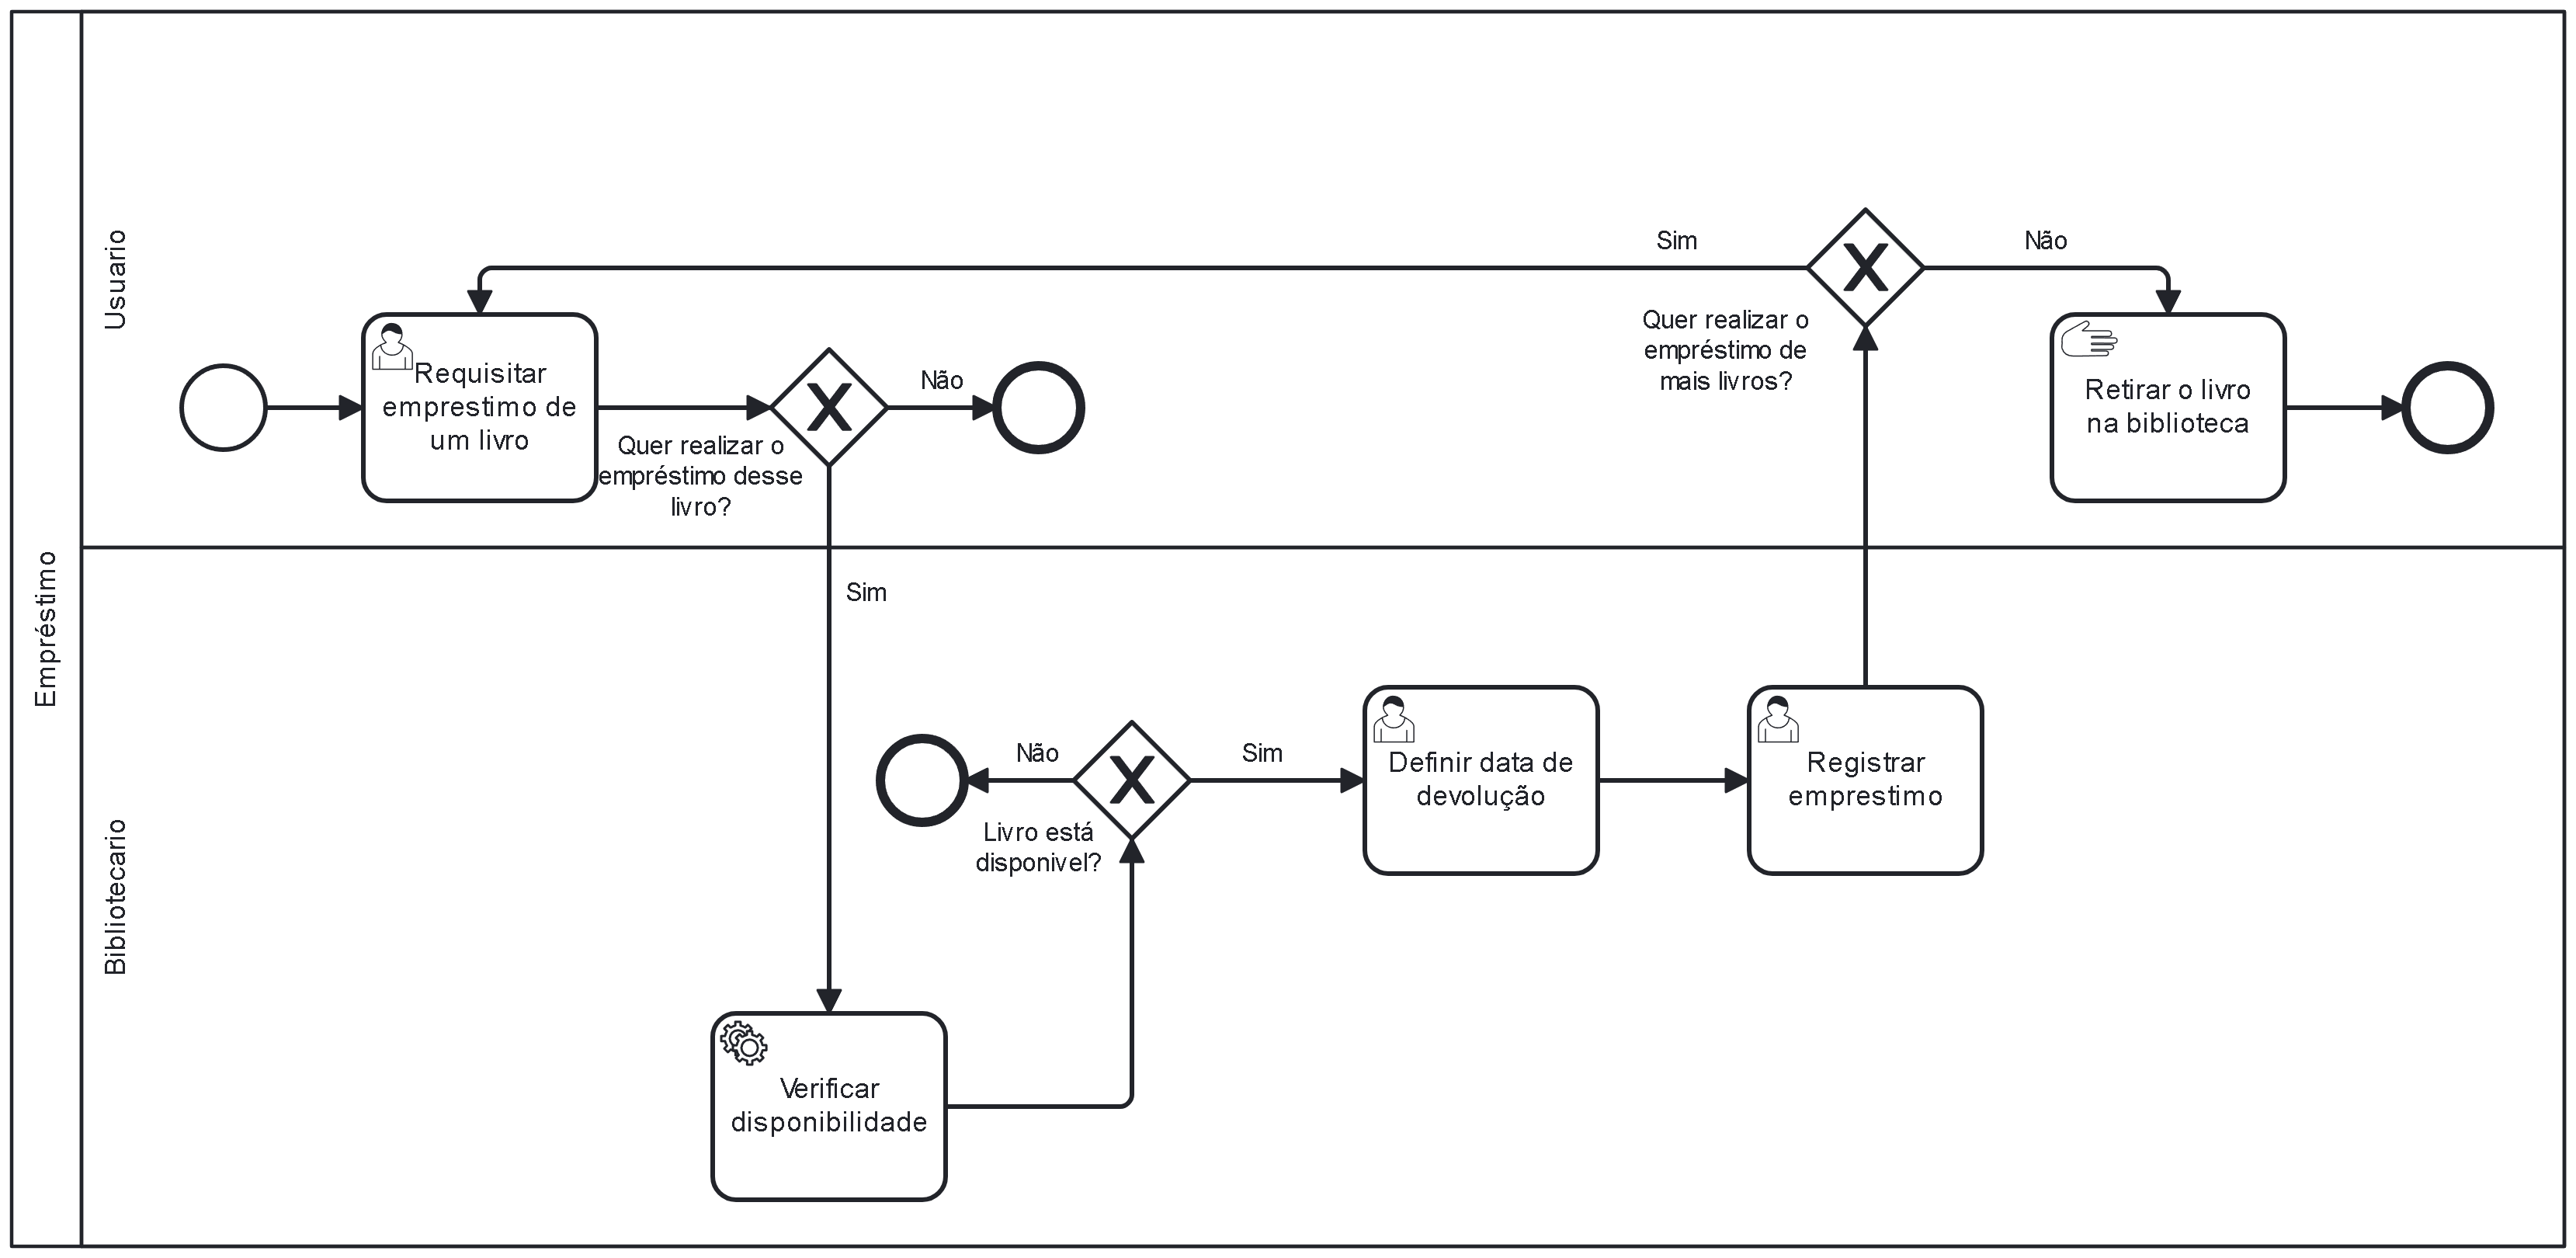 Empréstimo
Usuario
Requisitar
emprestimo de
um livro
Quer realizar o
empréstimo desse
livro?
Não
Sim
Sim
Quer realizar o
empréstimo de
mais livros?
Não
Retirar o livro
na biblioteca
Bibliotecario
Verificar
disponibilidade
Não
Livro está
disponivel?
Sim
Definir data de
devolução
Registrar
emprestimo